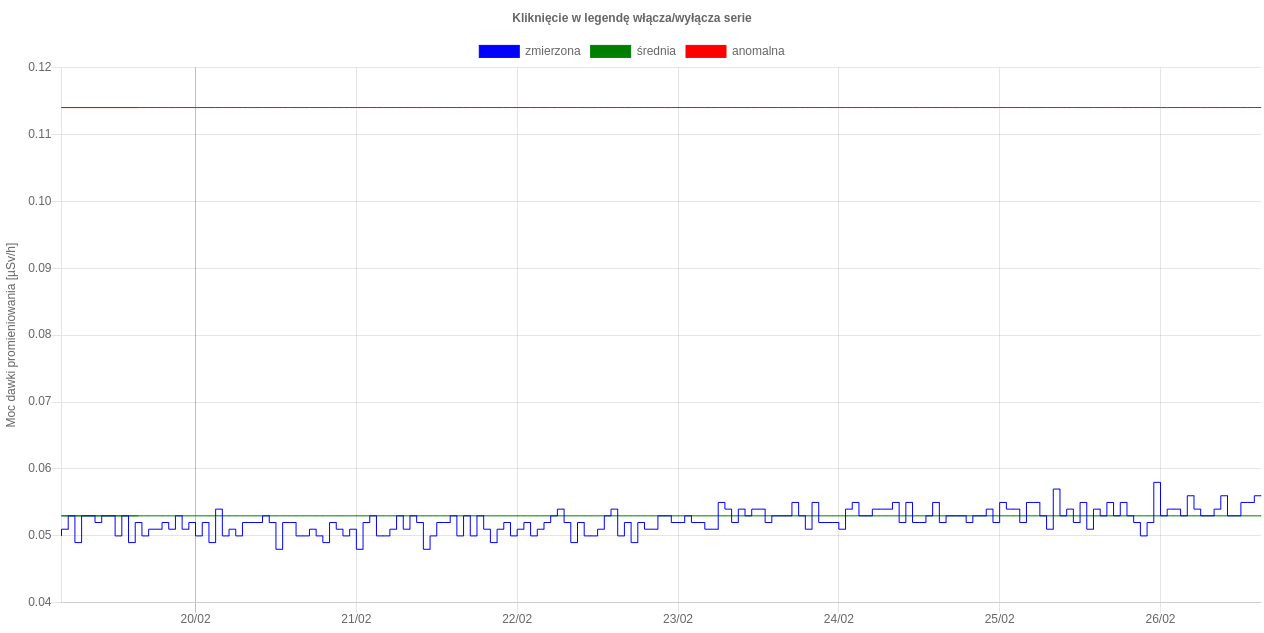 Kliknięcie w legendę włącza/wyłącza serie
zmierzona średnia anomalna
Moc dawki promieniowania [µSv/h]
0.12
0.11
0.10
0.09
0.08
0.07
0.06
0.05
0.04
20/02 21/02 22/02 23/02 24/02 25/02 26/02